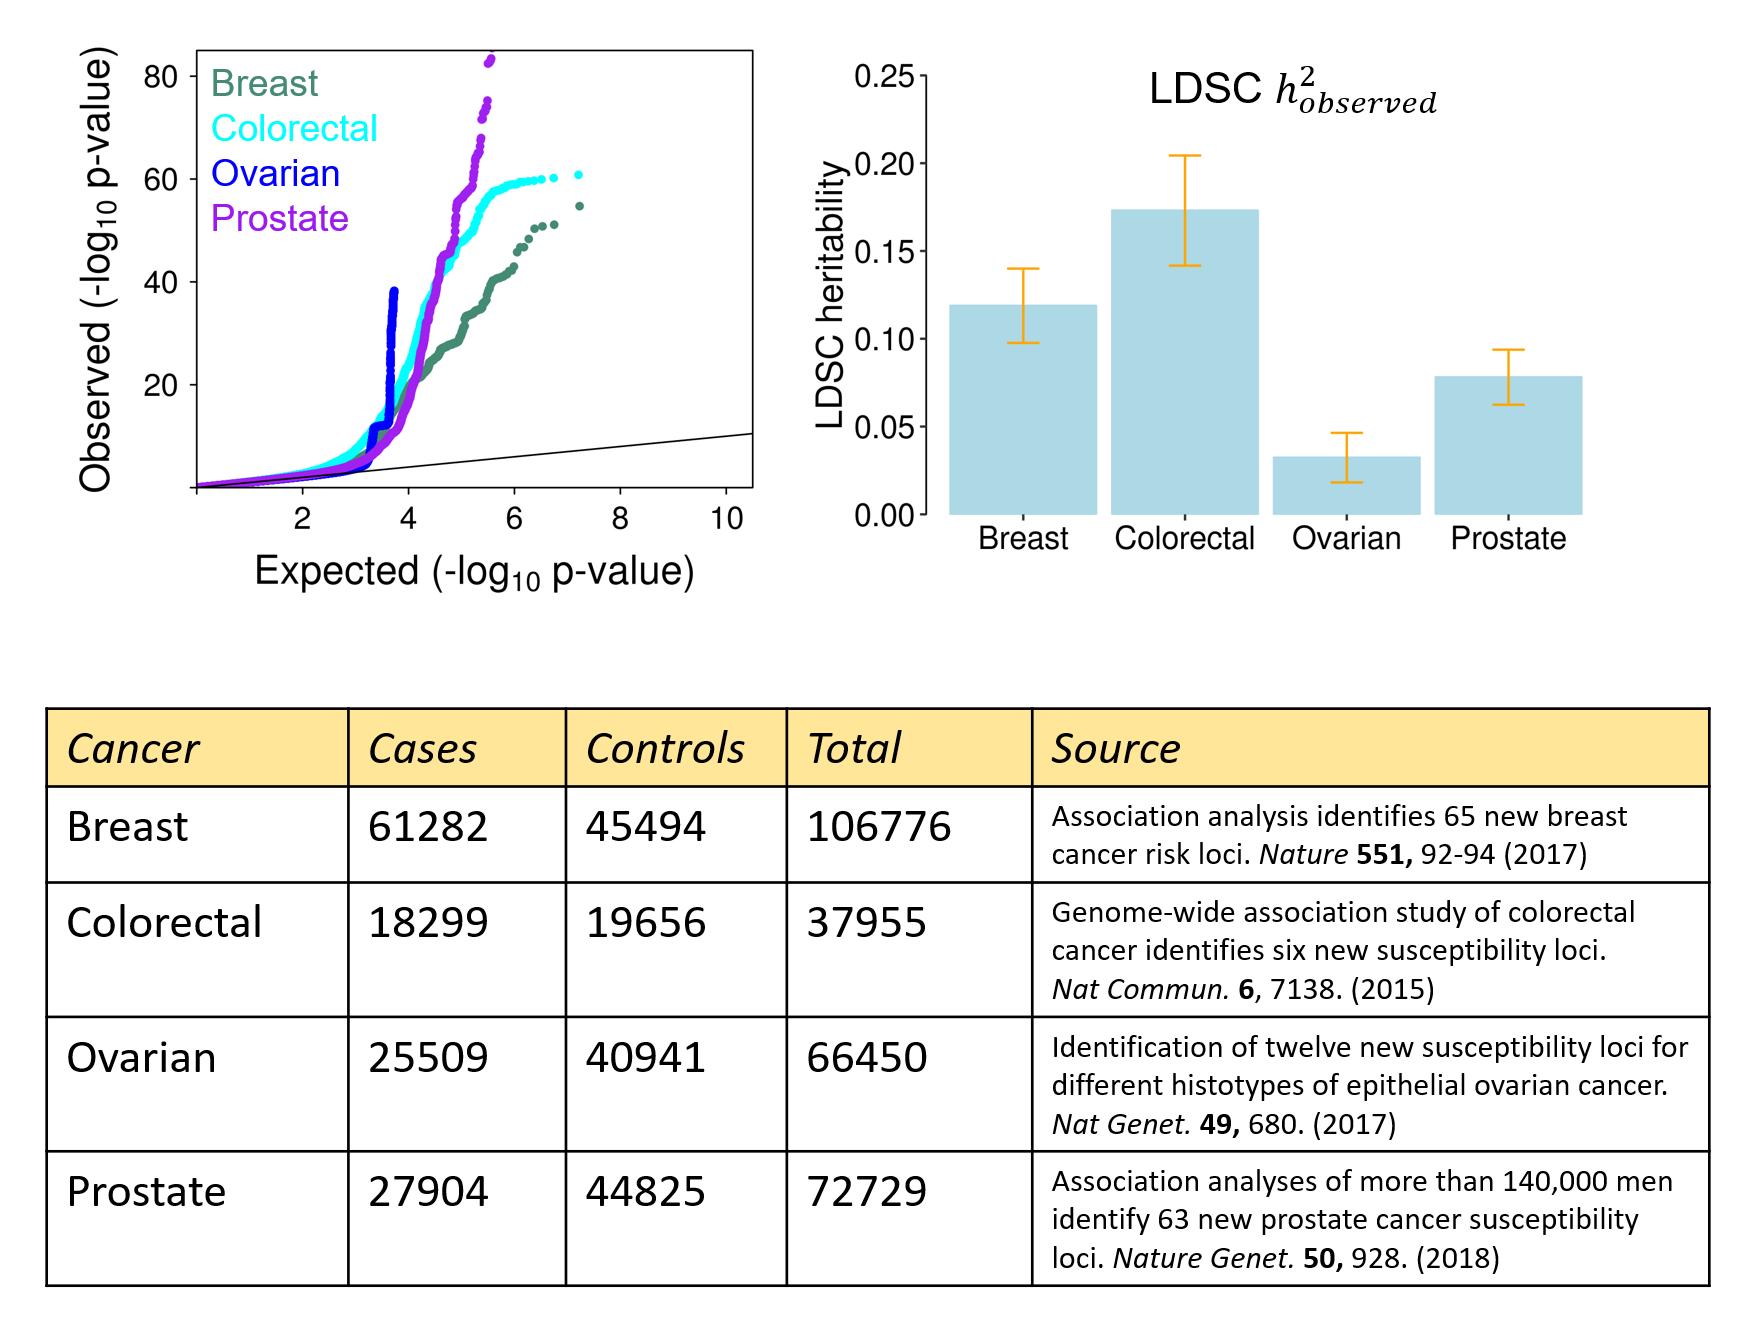 Observed (-log10 p-value)
80
60
40
20
Breast
Colorectal
Ovarian
Prostate
2 4 6 8 10
Expected (-log10 p-value)
LDSC h²observed
LDSC heritability
0.25
0.20
0.15
0.10
0.05
0.00
Breast Colorectal Ovarian Prostate
Cancer Cases Controls Total Source
Breast 61282 45494 106776 Association analysis identifies 65 new breast
cancer risk loci. Nature 551, 92-94 (2017)
Colorectal 18299 19656 37955 Genome-wide association study of colorectal
cancer identifies six new susceptibility loci.
Nat Commun. 6, 7138. (2015)
Ovarian 25509 40941 66450 Identification of twelve new susceptibility loci for
different histotypes of epithelial ovarian cancer.
Nat Genet. 49, 680. (2017)
Prostate 27904 44825 72729 Association analyses of more than 140,000 men
identify 63 new prostate cancer susceptibility
loci. Nature Genet. 50, 928. (2018)